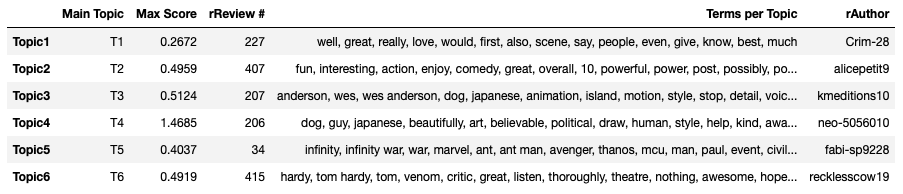 Main Topic Max Score rReview # Terms per Topic rAuthor
Topic1 T1 0.2672 227 well, great, really, love, would, first, also, scene, say, people, even, give, know, best, much Crim-28
Topic2 T2 0.4959 407 fun, interesting, action, enjoy, comedy, great, overall, 10, powerful, power, post, possibly, po... alicepetit9
Topic3 T3 0.5124 207 anderson, wes, wes anderson, dog, japanese, animation, island, motion, style, stop, detail, voic... kmeditions10
Topic4 T4 1.4685 206 dog, guy, japanese, beautifully, art, believable, political, draw, human, style, help, kind, awa... neo-5056010
Topic5 T5 0.4037 34 infinity, infinity war, war, marvel, ant, ant man, avenger, thanos, mcu, man, paul, event, civil... fabi-sp9228
Topic6 T6 0.4919 415 hardy, tom hardy, tom, venom, critic, great, listen, thoroughly, theatre, nothing, awesome, hope... recklesscow19